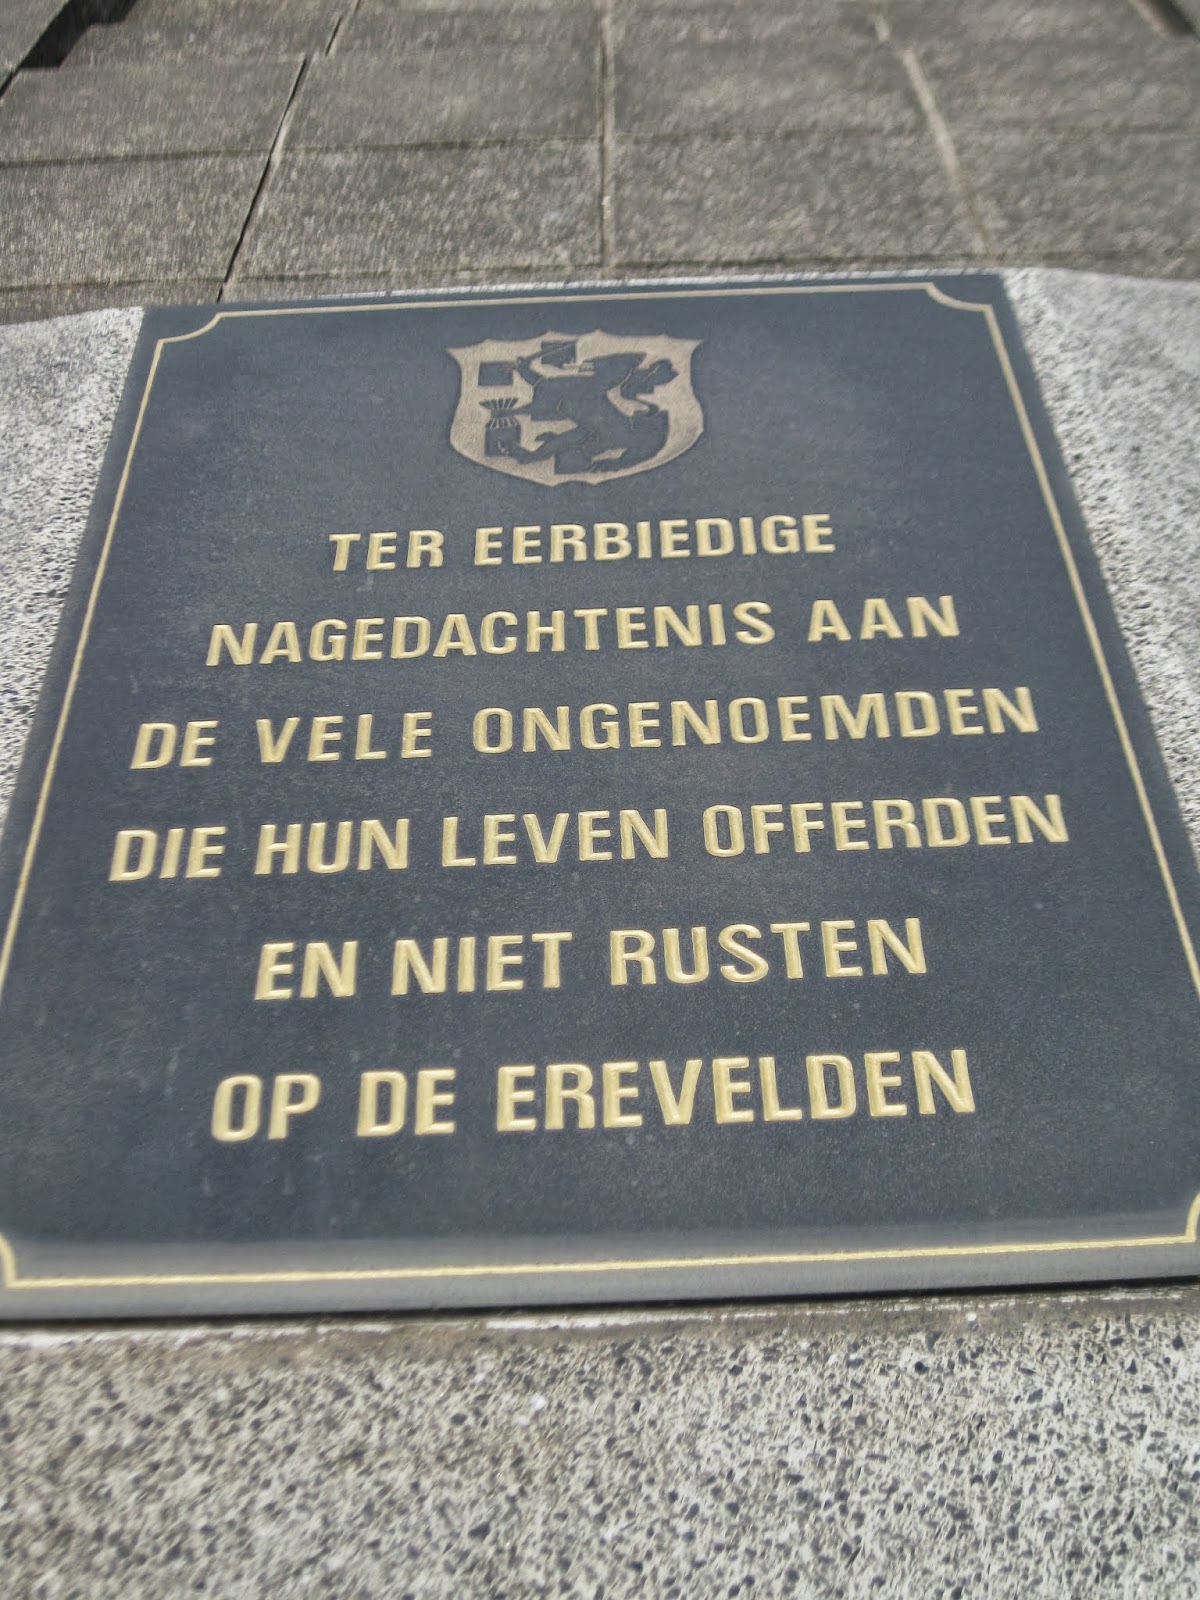 TER EERBIEDIGE
NAGEDACHTENIS AAN
DE VELE ONGENOEMDEN
DIE HUN LEVEN OFFERDEN
EN NIET RUSTEN
OP DE EREVELDEN